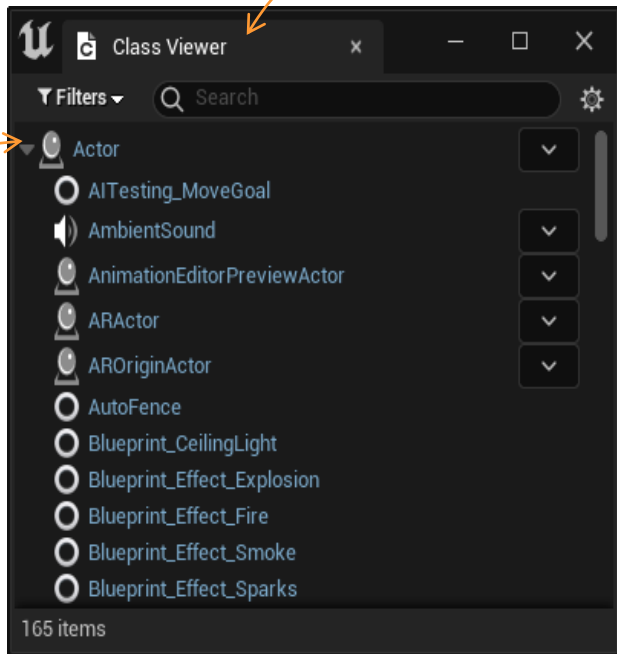 Class Viewer
Filters
Search
Actor
AITesting_MoveGoal
AmbientSound
AnimationEditorPreviewActor
ARActor
AROriginActor
AutoFence
Blueprint_CeilingLight
Blueprint_Effect_Explosion
Blueprint_Effect_Fire
Blueprint_Effect_Smoke
Blueprint_Effect_Sparks
165 items